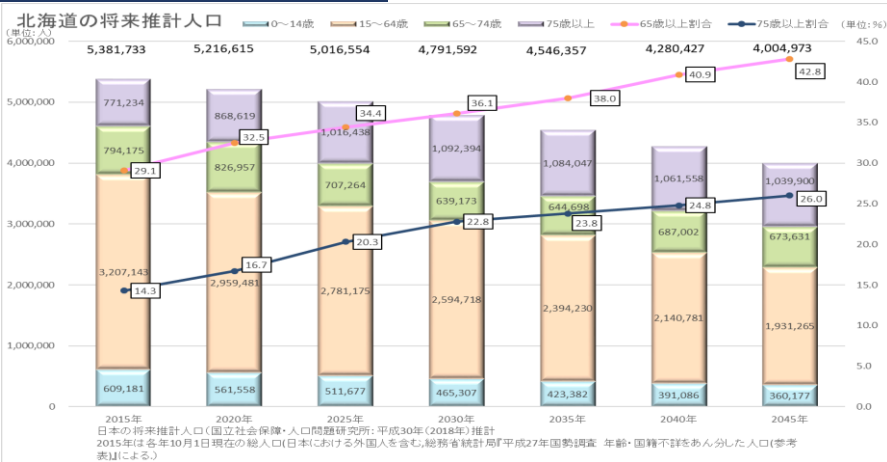 北海道の将来推計人口
0～14歳 15～64歳 65～74歳 75歳以上 65歳以上割合 75歳以上割合
(単位:人)
(単位:%)
6,000,000
5,000,000
4,000,000
3,000,000
2,000,000
1,000,000
0
45.0
40.0
35.0
30.0
25.0
20.0
15.0
10.0
5.0
0.0
5,381,733 5,216,615 5,016,554 4,791,592 4,546,357 4,280,427 4,004,973
29.1 32.5 34.4 36.1 38.0 40.9 42.8
771,234 868,619 1,016,438 1,092,394 1,084,047 1,061,558 1,039,900
794,175 826,957 707,264 639,173 644,698 687,002 673,631
14.3 16.7 20.3 22.8 23.8 24.8 26.0
3,207,143 2,959,481 2,781,175 2,594,718 2,394,230 2,140,781 1,931,265
609,181 561,558 511,677 465,307 423,382 391,086 360,177
2015年 2020年 2025年 2030年 2035年 2040年 2045年
日本の将来推計人口(国立社会保障・人口問題研究所:平成30年(2018年)推計
2015年は各年10月1日現在の総人口(日本における外国人を含む,総務省統計局『平成27年国勢調査 年齢・国籍不詳をあん分した人口(参考
表)』による.)